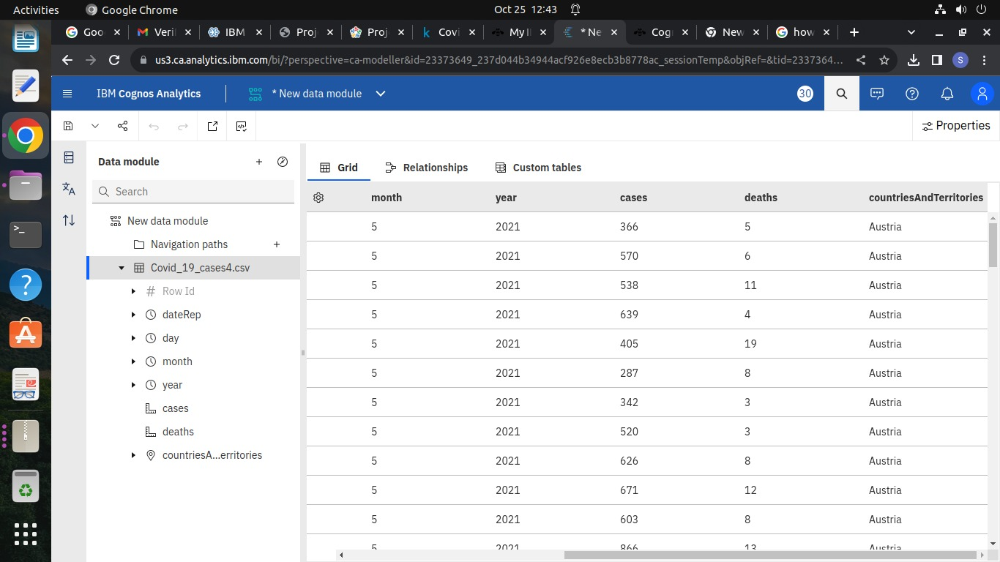 Activities Google Chrome Oct 25 12:43
Goo Veri IBM Proj Proj k Covi My I * Ne Cog New how
us3.ca.analytics.ibm.com/bi/?perspective=ca-modeller&id=23373649_237d044b34944acf926e8ecb3b8778ac_sessionTemp&objRef=&tid=2337364... S
IBM Cognos Analytics * New data module 30
Properties
Data module
Search
New data module
Navigation paths
Covid_19_cases4.csv
# Row Id
dateRep
day
month
year
cases
deaths
countriesA...erritories
Grid Relationships Custom tables
month year cases deaths countriesAndTerritories
5 2021 366 5 Austria
5 2021 570 6 Austria
5 2021 538 11 Austria
5 2021 639 4 Austria
5 2021 405 19 Austria
5 2021 287 8 Austria
5 2021 342 3 Austria
5 2021 520 3 Austria
5 2021 626 8 Austria
5 2021 671 12 Austria
5 2021 603 8 Austria
5 2021 866 13 Austria